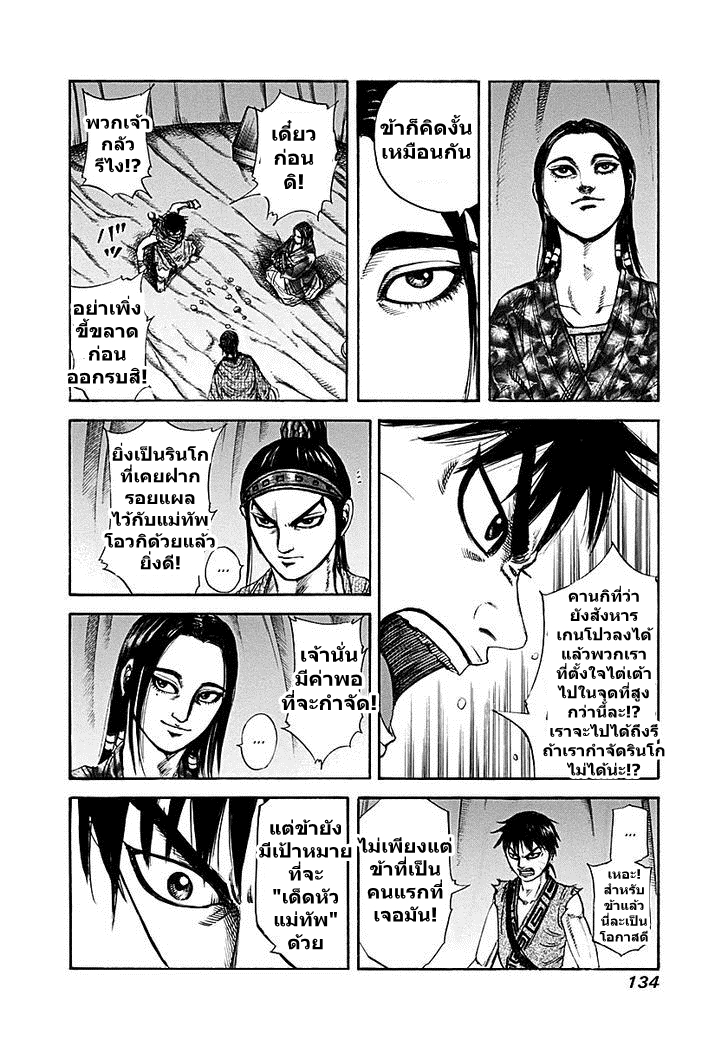 ข้าก็คิดงั้น
เหมือนกัน
เดี๋ยว
ก่อน
ดิ!
พวกเจ้า
กลัว
รึไง!?
อย่าเพิ่ง
ขี้ขลาด
ก่อน
ออกรบสิ!
คานกิที่ว่า
ยังสังหาร
เกนโปวลงได้
แล้วพวกเรา
ที่ตั้งใจไต่เต้า
ไปในจุดที่สูง
กว่านี้ละ!?
เราจะไปได้ถึงรึ
ถ้าเรากำจัดรินโก
ไม่ได้น่ะ!?
ยิ่งเป็นรินโก
ที่เคยฝาก
รอยแผล
ไว้กับแม่ทัพ
โอวกิด้วยแล้ว
ยิ่งดี!
...
เจ้านั่น
มีค่าพอ
ที่จะกำจัด!
...
...
เหอะ!
สำหรับ
ข้าแล้ว
นี่ละเป็น
โอกาสดี
ไม่เพียงแต่
ข้าที่เป็น
คนแรกที่
เจอมัน!
แต่ข้ายัง
มีเป้าหมาย
ที่จะ
"เด็ดหัว
แม่ทัพ"
ด้วย
134